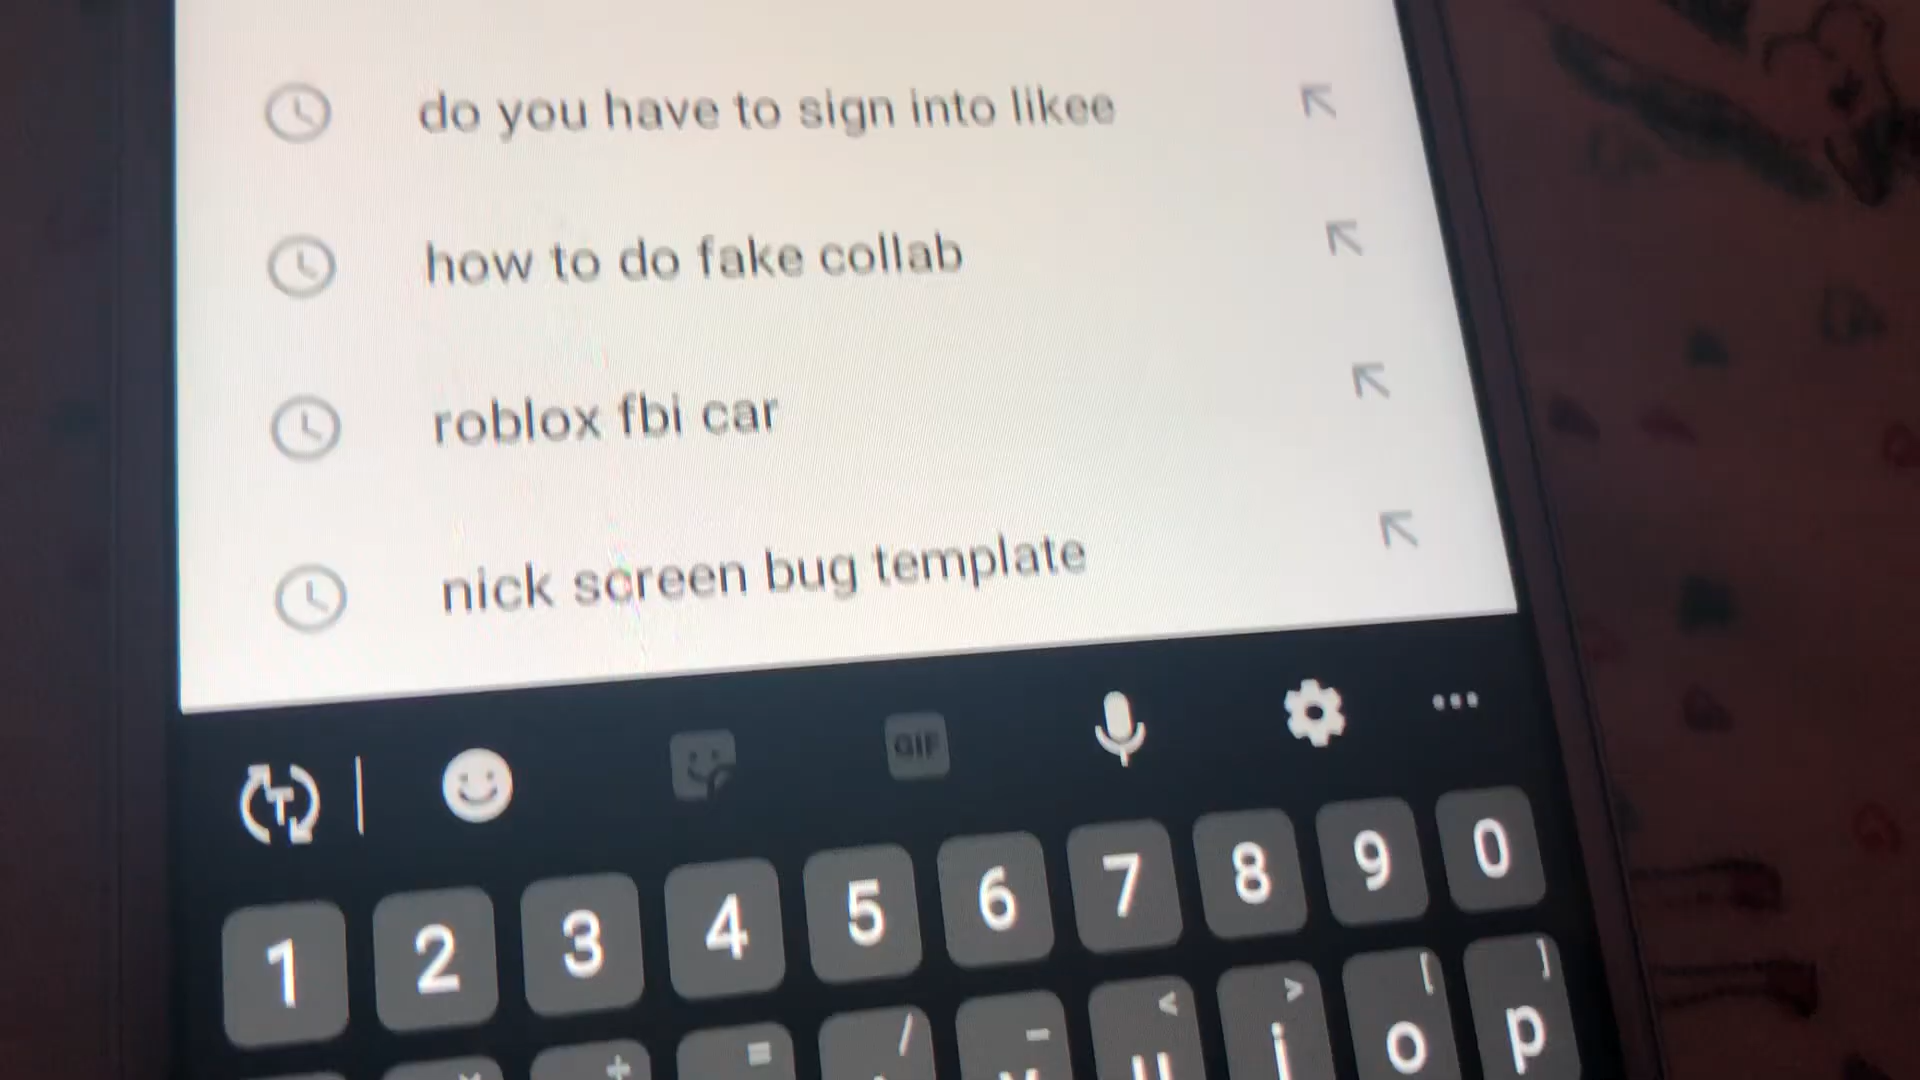 do you have to sign into likee
how to do fake collab
roblox fbi car
nick screen bug template
T GIF
1 2 3 4 5 6 7 8 9 0
+ = / - < > [ ]
u i o p